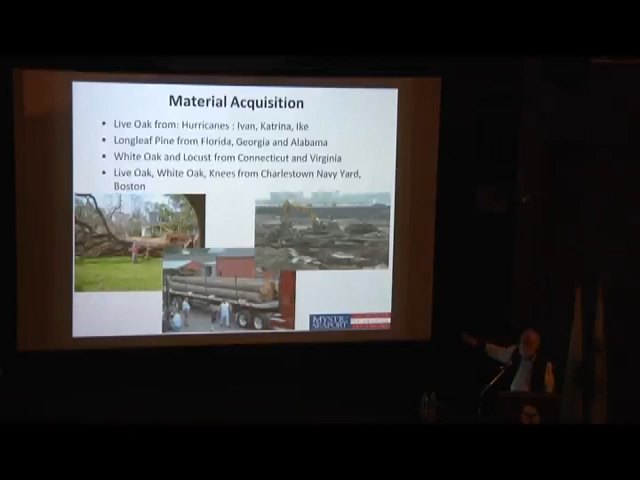 Material Acquisition
• Live Oak from: Hurricanes : Ivan, Katrina, Ike
• Longleaf Pine from Florida, Georgia and Alabama
• White Oak and Locust from Connecticut and Virginia
• Live Oak, White Oak, Knees from Charlestown Navy Yard,
Boston
MYSTIC
SEAPORT